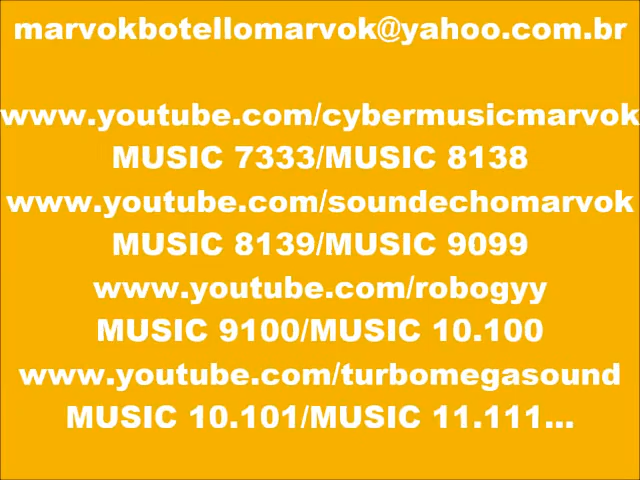 marvokbotellomarvok@yahoo.com.br
www.youtube.com/cybermusicmarvok
MUSIC 7333/MUSIC 8138
www.youtube.com/soundechomarvok
MUSIC 8139/MUSIC 9099
www.youtube.com/robogyy
MUSIC 9100/MUSIC 10.100
www.youtube.com/turbomegasound
MUSIC 10.101/MUSIC 11.111...